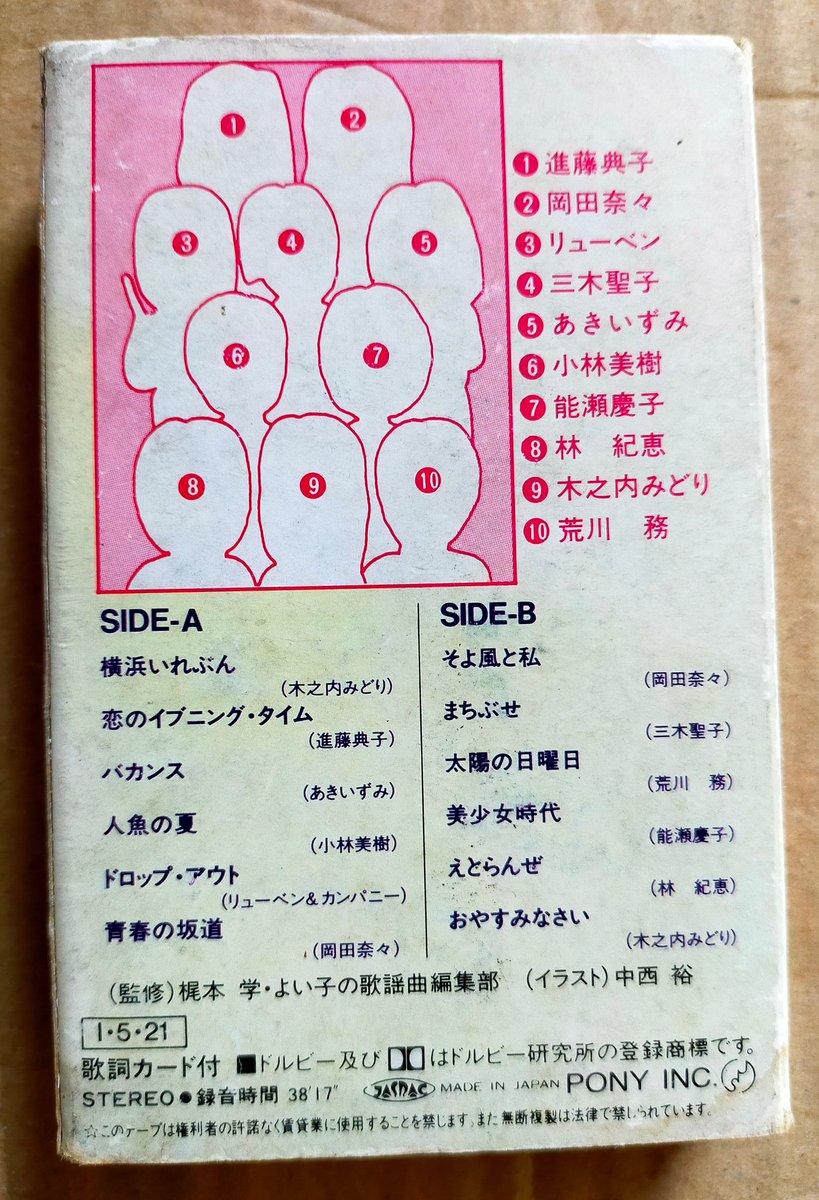 1
2
3
4
5
6
7
8
9
10
1 進藤典子
2 岡田奈々
3 リューベン
4 三木聖子
5 あきいずみ
6 小林美樹
7 能瀬慶子
8 林 紀恵
9 木之内みどり
10 荒川 務
SIDE-A
横浜いれぶん
(木之内みどり)
恋のイブニング・タイム
(進藤典子)
バカンス
(あきいずみ)
人魚の夏
(小林美樹)
ドロップ・アウト
(リューベン&カンパニー)
青春の坂道
(岡田奈々)
SIDE-B
そよ風と私
(岡田奈々)
まちぶせ
(三木聖子)
太陽の日曜日
(荒川 務)
美少女時代
(能瀬慶子)
えとらんぜ
(林 紀恵)
おやすみなさい
(木之内みどり)
(監修)梶本 学・よい子の歌謡曲編集部 (イラスト)中西 裕
1・5・21
歌詞カード付 ■ドルビー及びはドルビー研究所の登録商標です。
STEREO●録音時間 38'17" JASRAC MADE IN JAPAN PONY INC.
☆このテープは権利者の許諾なく賃貸業に使用することを禁じます。また無断複製は法律で禁じられています。